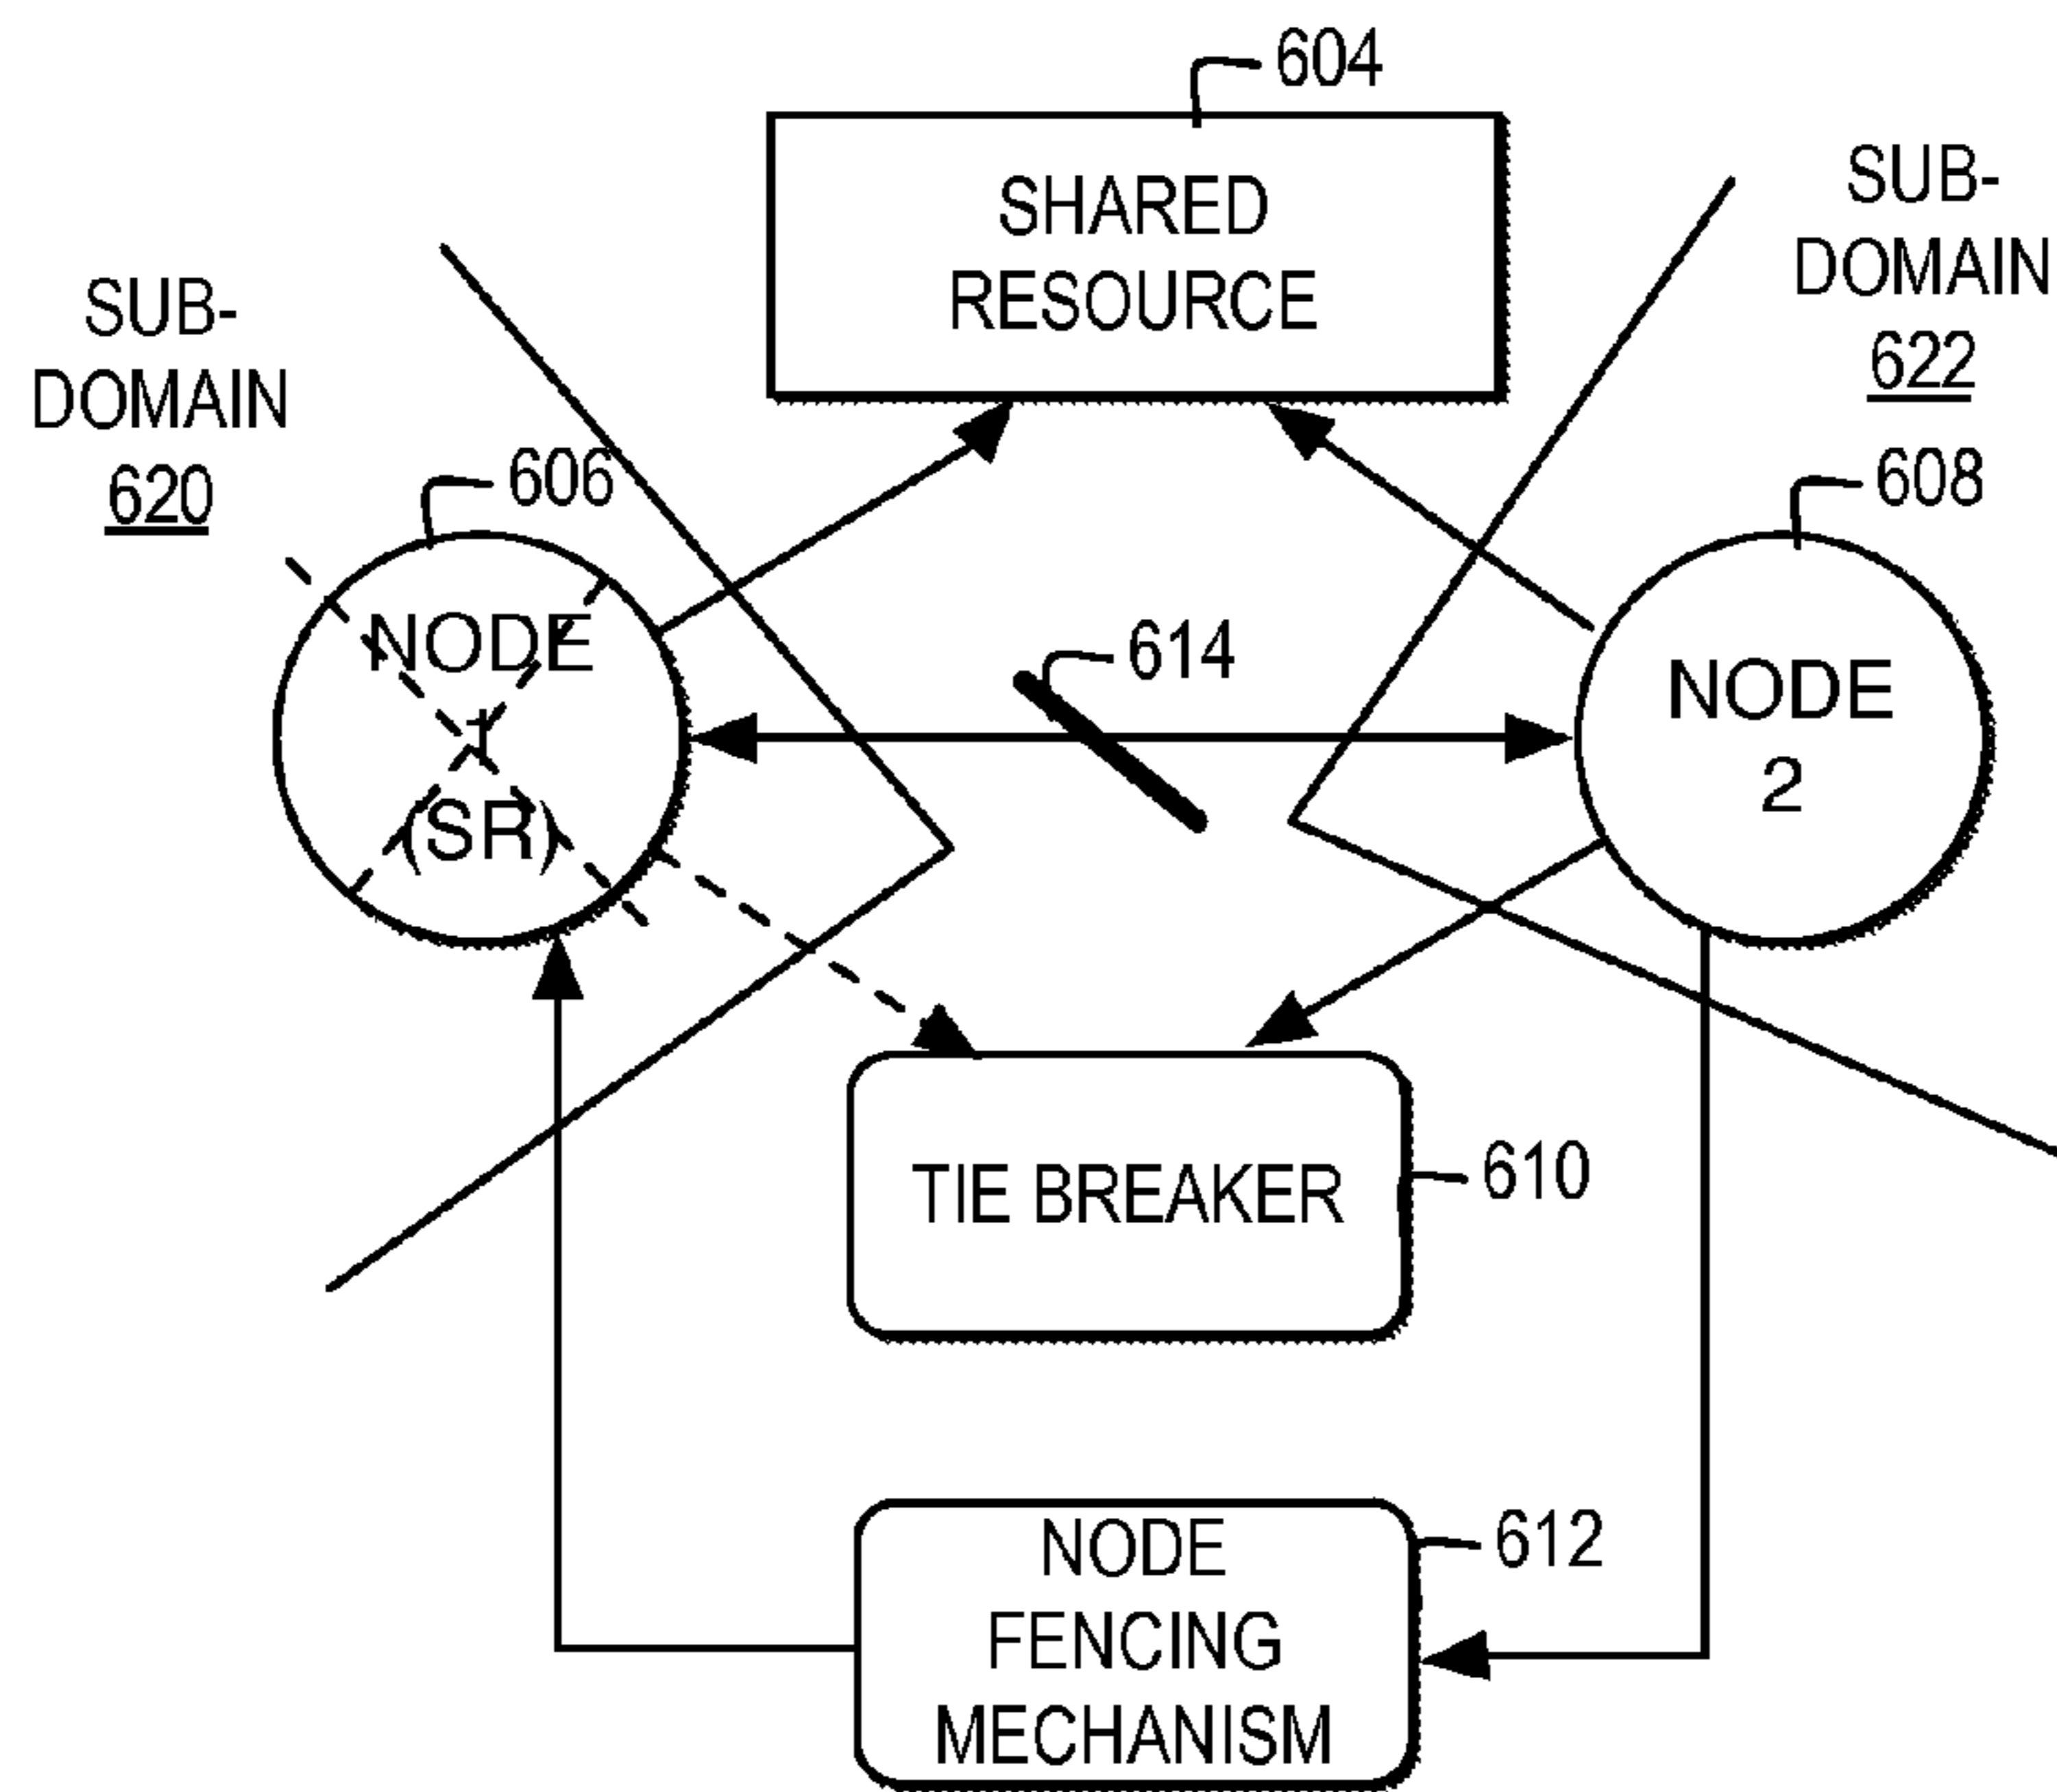 604
SHARED
RESOURCE
SUB-
DOMAIN
622
SUB-
DOMAIN
620
606
608
NODE
1
(SR)
614
NODE
2
TIE BREAKER
610
NODE
FENCING
MECHANISM
612